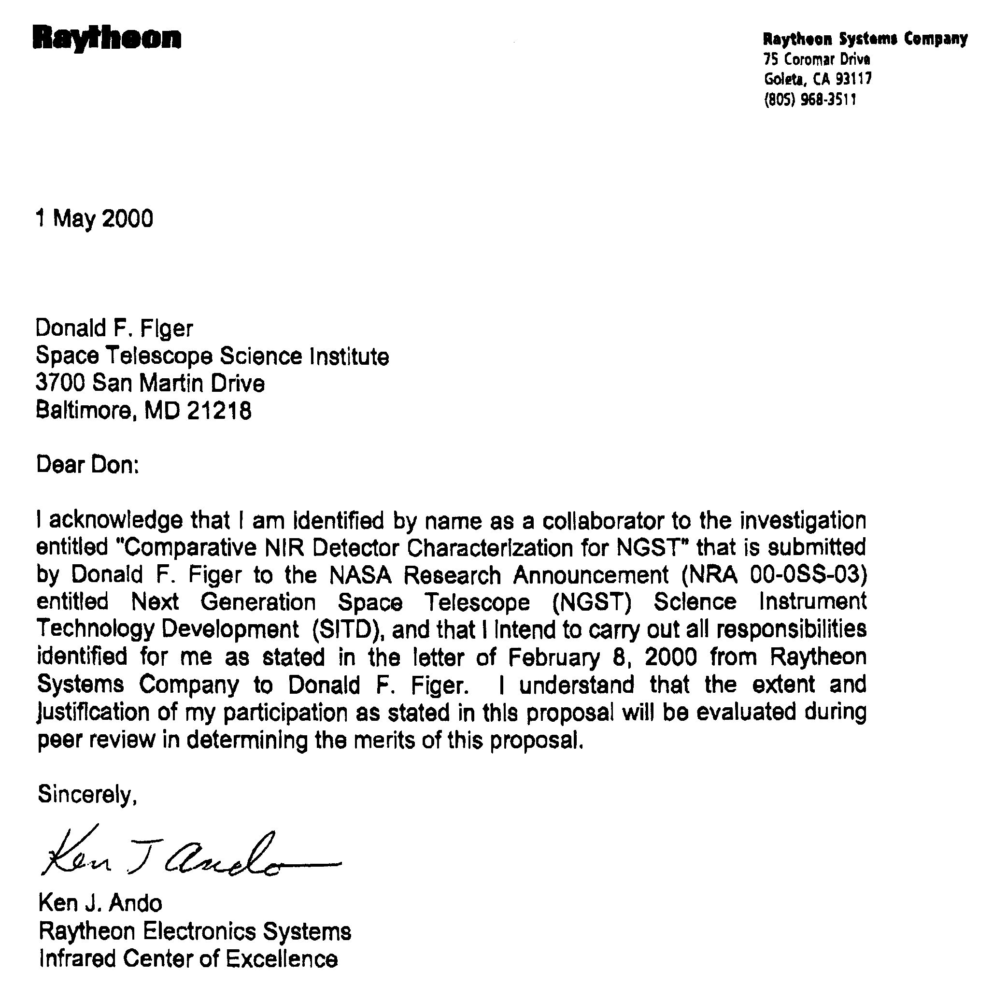 Raytheon
Raytheon Systems Company
75 Coromar Drive
Goleta, CA 93117
(805) 968-3511
1 May 2000
Donald F. Figer
Space Telescope Science Institute
3700 San Martin Drive
Baltimore, MD 21218
Dear Don:
I acknowledge that I am identified by name as a collaborator to the investigation
entitled "Comparative NIR Detector Characterization for NGST" that is submitted
by Donald F. Figer to the NASA Research Announcement (NRA 00-0SS-03)
entitled Next Generation Space Telescope (NGST) Science Instrument
Technology Development (SITD), and that I intend to carry out all responsibilities
identified for me as stated in the letter of February 8, 2000 from Raytheon
Systems Company to Donald F. Figer. I understand that the extent and
justification of my participation as stated in this proposal will be evaluated during
peer review in determining the merits of this proposal.
Sincerely,
Ken J Ando
Ken J. Ando
Raytheon Electronics Systems
Infrared Center of Excellence